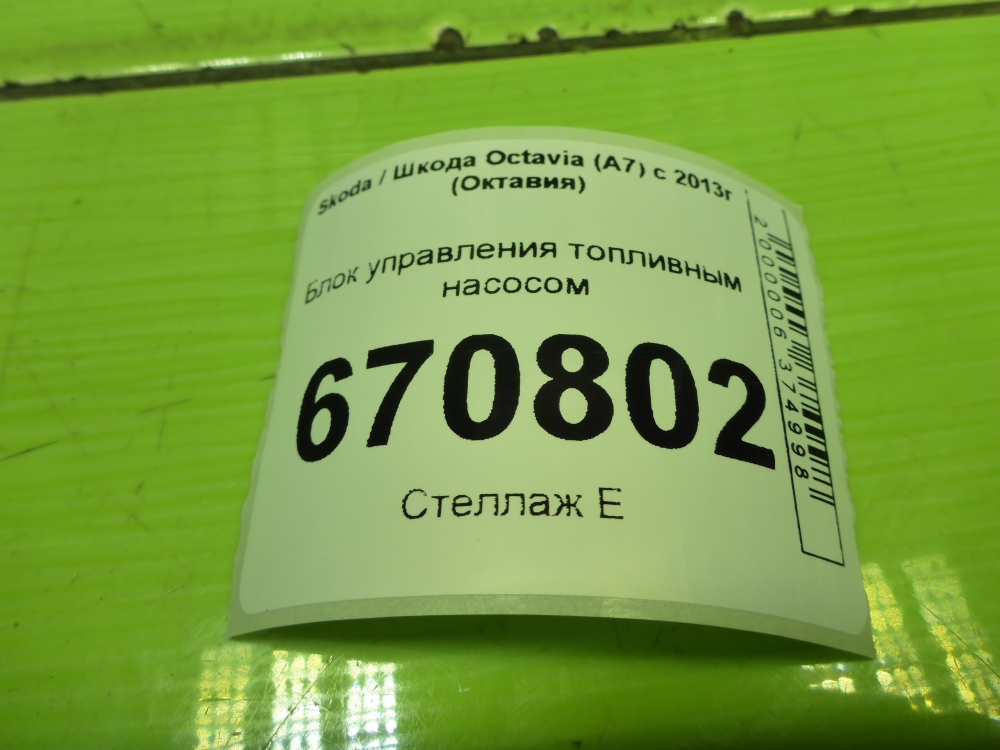 Skoda / Шкода Octavia (A7) с 2013г
(Октавия)
Блок управления топливным
насосом
670802
Стеллаж Е
2000006374998